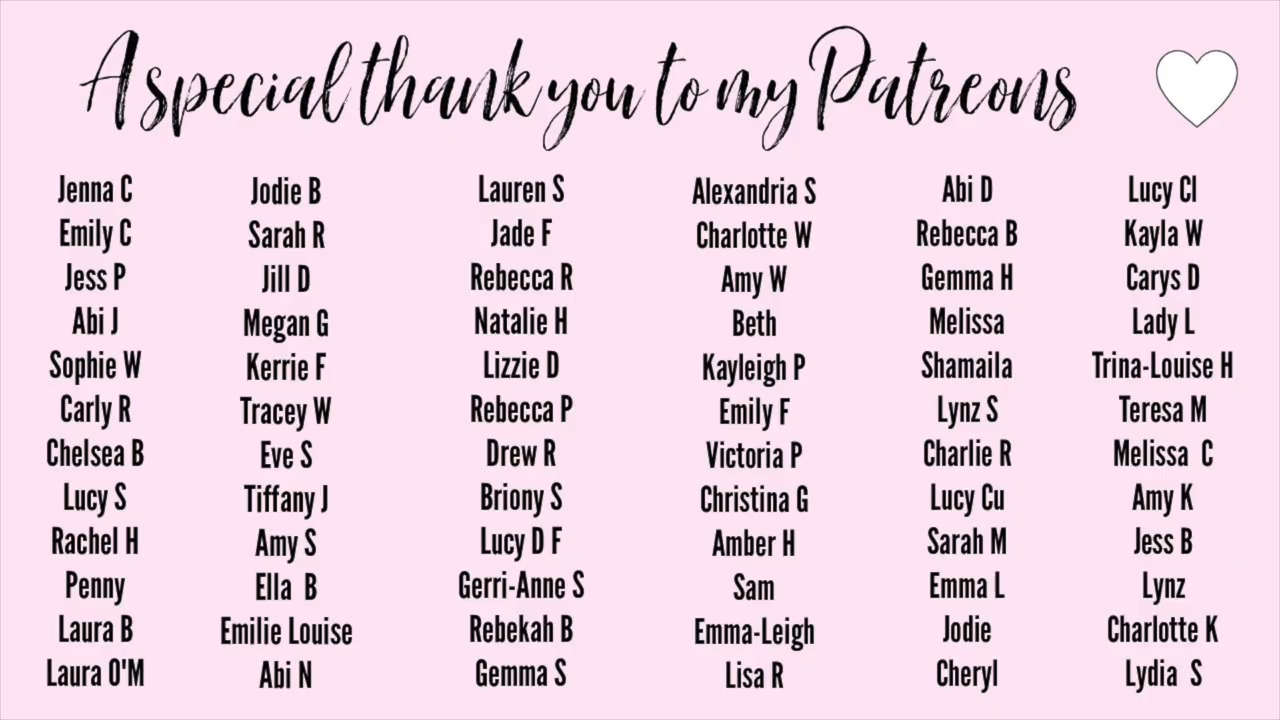 A special thank you to my Patreons
Jenna C
Emily C
Jess P
Abi J
Sophie W
Carly R
Chelsea B
Lucy S
Rachel H
Penny
Laura B
Laura O'M
Jodie B
Sarah R
Jill D
Megan G
Kerrie F
Tracey W
Eve S
Tiffany J
Amy S
Ella B
Emilie Louise
Abi N
Lauren S
Jade F
Rebecca R
Natalie H
Lizzie D
Rebecca P
Drew R
Briony S
Lucy D F
Gerri-Anne S
Rebekah B
Gemma S
Alexandria S
Charlotte W
Amy W
Beth
Kayleigh P
Emily F
Victoria P
Christina G
Amber H
Sam
Emma-Leigh
Lisa R
Abi D
Rebecca B
Gemma H
Melissa
Shamaila
Lynz S
Charlie R
Lucy Cu
Sarah M
Emma L
Jodie
Cheryl
Lucy Cl
Kayla W
Carys D
Lady L
Trina-Louise H
Teresa M
Melissa C
Amy K
Jess B
Lynz
Charlotte K
Lydia S